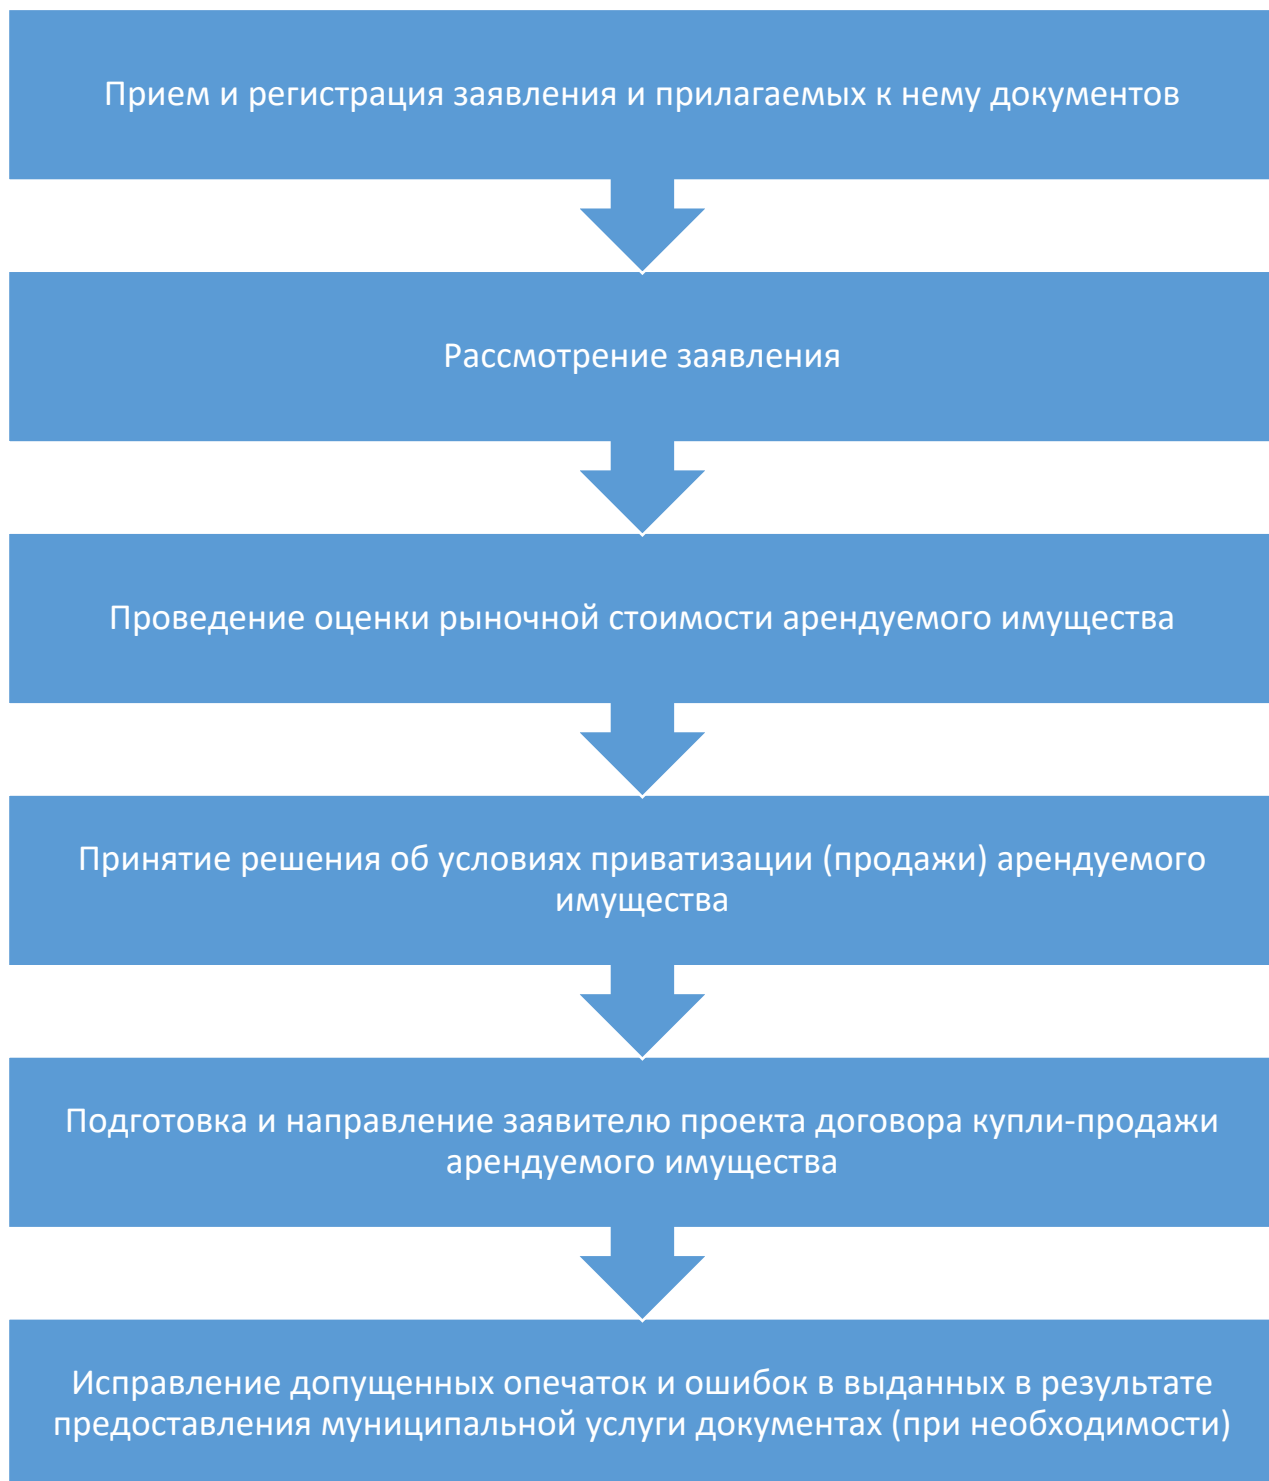 Прием и регистрация заявления и прилагаемых к нему документов
Рассмотрение заявления
Проведение оценки рыночной стоимости арендуемого имущества
Принятие решения об условиях приватизации (продажи) арендуемого
имущества
Подготовка и направление заявителю проекта договора купли-продажи
арендуемого имущества
Исправление допущенных опечаток и ошибок в выданных в результате
предоставления муниципальной услуги документах (при необходимости)